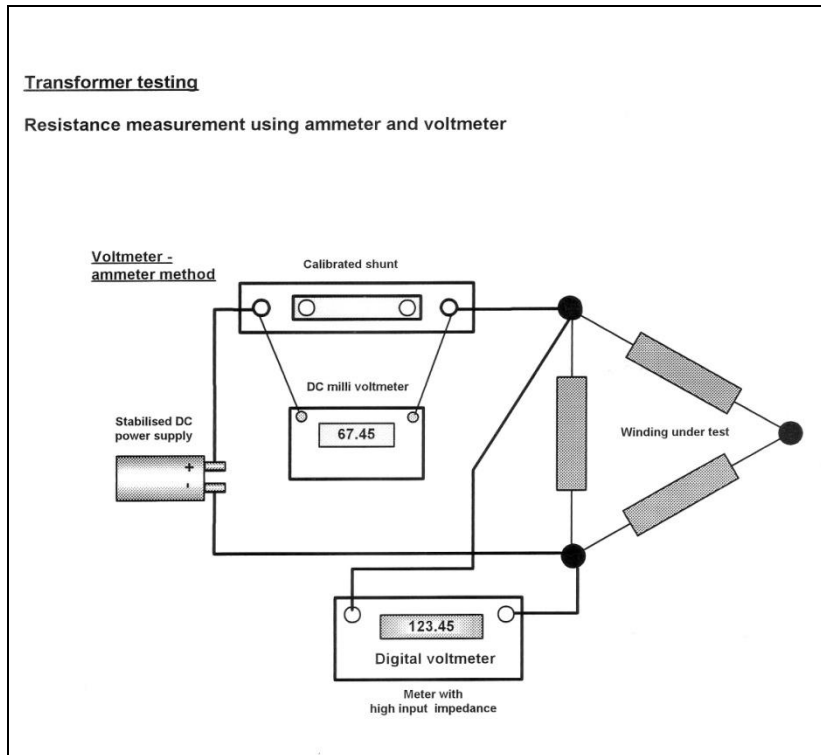 Transformer testing
Resistance measurement using ammeter and voltmeter
Voltmeter -
ammeter method
Calibrated shunt
DC milli voltmeter
67.45
Stabilised DC
power supply
+
-
Winding under test
123.45
Digital voltmeter
Meter with
high input impedance